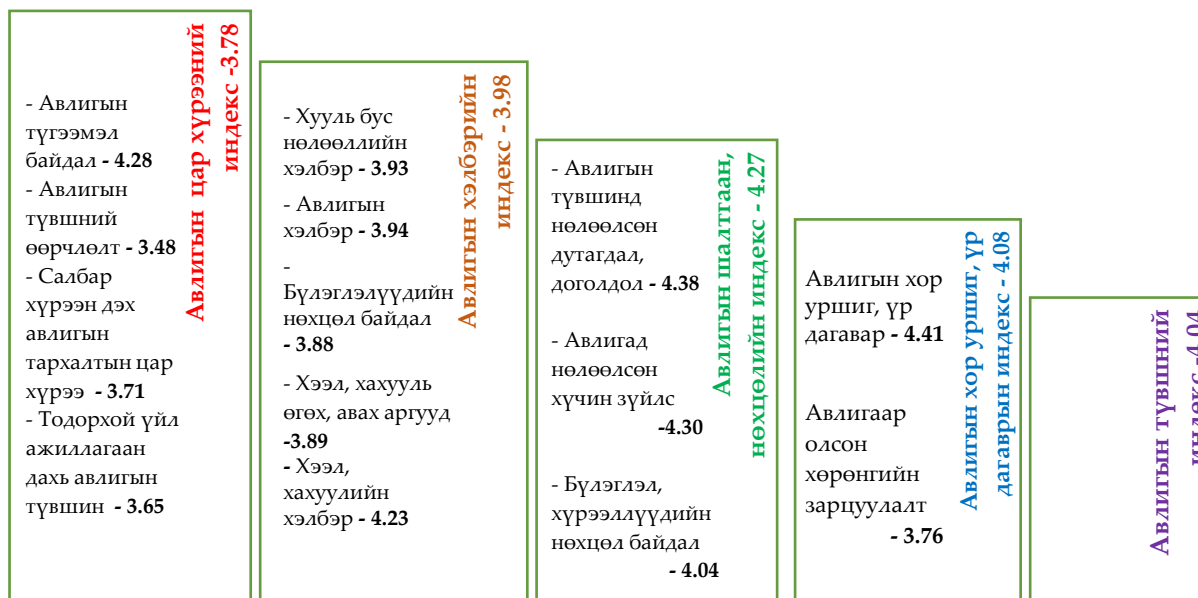 - Авлигын
түгээмэл
байдал - 4.28
- Авлигын
түвшний
өөрчлөлт - 3.48
- Салбар
хүрээн дэх
авлигын
тархалтын цар
хүрээ - 3.71
- Тодорхой үйл
ажиллагаан
дахь авлигын
түвшин - 3.65
Авлигын цар хүрээний
индекс -3.78
- Хууль бус
нөлөөллийн
хэлбэр - 3.93
- Авлигын
хэлбэр - 3.94
-
Бүлэглэлүүдийн
нөхцөл байдал
- 3.88
- Хээл, хахууль
өгөх, авах аргууд
-3.89
- Хээл,
хахуулийн
хэлбэр - 4.23
Авлигын хэлбэрийн
индекс - 3.98
- Авлигын
түвшинд
нөлөөлсөн
дутагдал,
доголдол - 4.38
- Авлигад
нөлөөлсөн
хүчин зүйлс
-4.30
- Бүлэглэл,
хүрээллүүдийн
нөхцөл байдал
- 4.04
Авлигын шалтгаан,
нөхцөлийн индекс - 4.27
Авлигын хор
уршиг, үр
дагавар - 4.41
Авлигаар
олсон
хөрөнгийн
зарцуулалт
- 3.76
Авлигын хор уршиг, үр
дагаврын индекс - 4.08
Авлигын түвшний
индекс -4.04